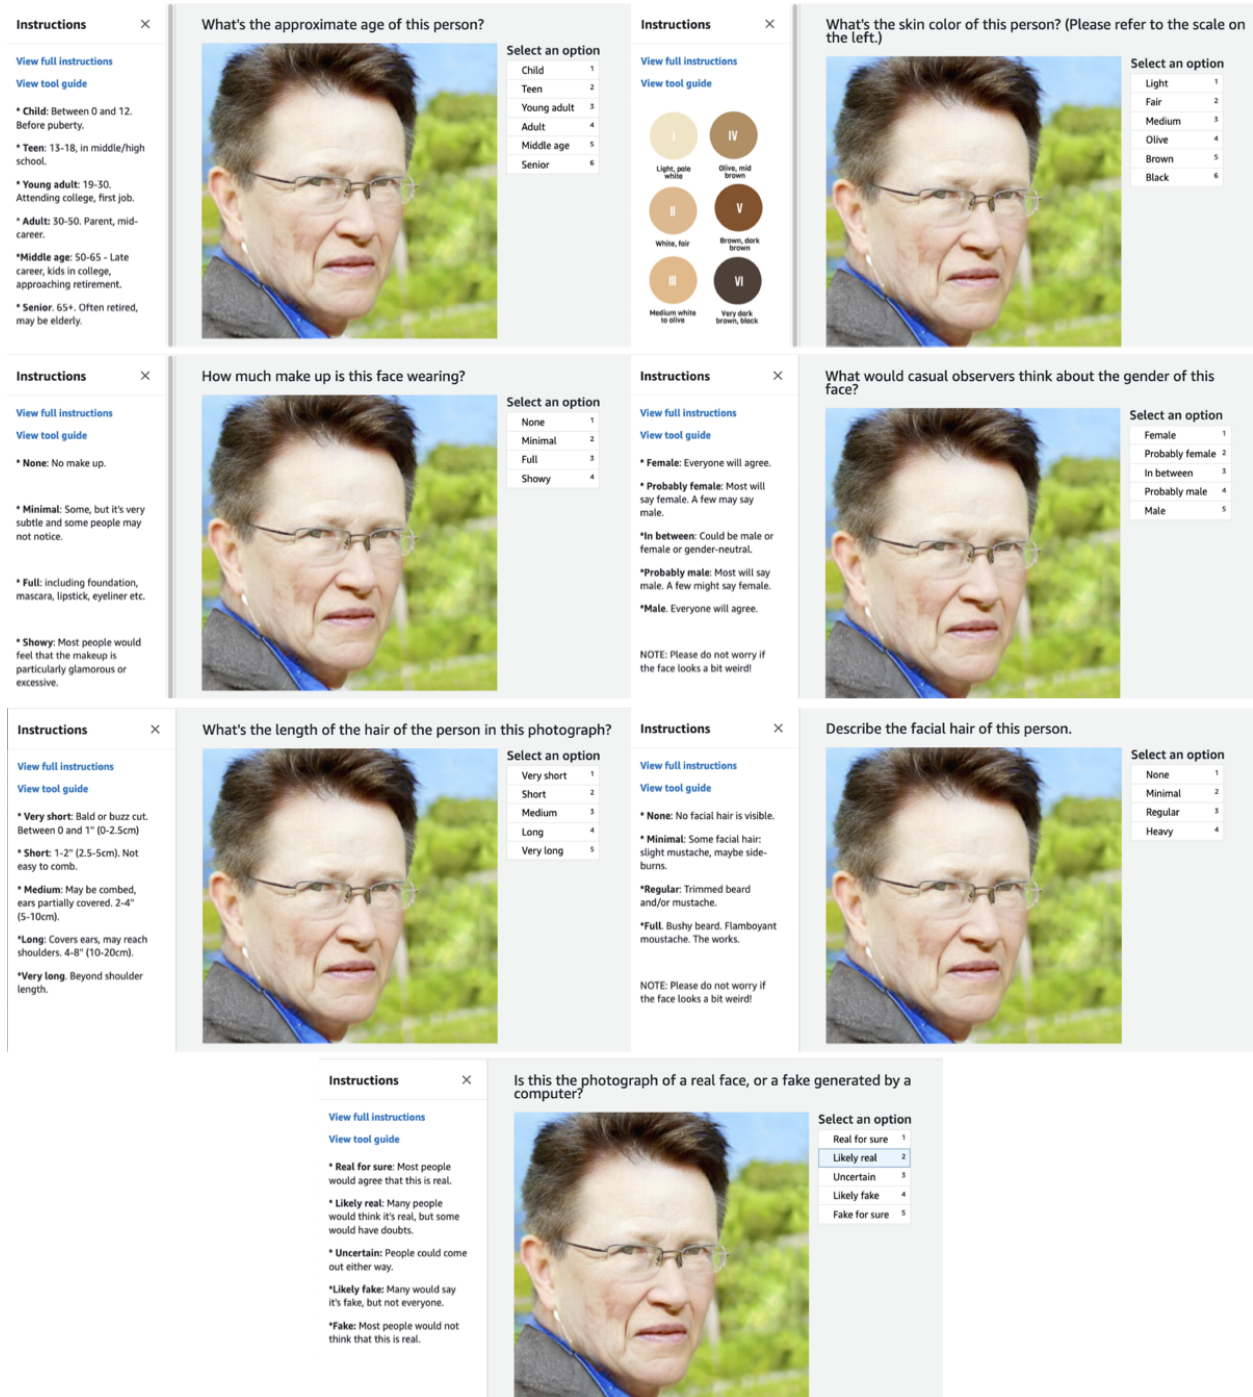 Instructions
×
View full instructions
View tool guide
* Child: Between 0 and 12.
Before puberty.
* Teen: 13-18, in middle/high
school.
* Young adult: 19-30.
Attending college, first job.
* Adult: 30-50. Parent, mid-
career.
*Middle age: 50-65 - Late
career, kids in college,
approaching retirement.
* Senior. 65+. Often retired,
may be elderly.
What's the approximate age of this person?
Select an option
Child 1
Teen 2
Young adult 3
Adult 4
Middle age 5
Senior 6
Instructions
×
View full instructions
View tool guide
I
Light, pale
white
IV
Olive, mid
brown
II
White, fair
V
Brown, dark
brown
III
Medium white
to olive
VI
Very dark
brown, black
What's the skin color of this person? (Please refer to the scale on
the left.)
Select an option
Light 1
Fair 2
Medium 3
Olive 4
Brown 5
Black 6
Instructions
×
View full instructions
View tool guide
* None: No make up.
* Minimal: Some, but it's very
subtle and some people may
not notice.
* Full: including foundation,
mascara, lipstick, eyeliner etc.
* Showy: Most people would
feel that the makeup is
particularly glamorous or
excessive.
How much make up is this face wearing?
Select an option
None 1
Minimal 2
Full 3
Showy 4
Instructions
×
View full instructions
View tool guide
* Female: Everyone will agree.
* Probably female: Most will
say female. A few may say
male.
*In between: Could be male or
female or gender-neutral.
*Probably male: Most will say
male. A few might say female.
*Male. Everyone will agree.
NOTE: Please do not worry if
the face looks a bit weird!
What would casual observers think about the gender of this
face?
Select an option
Female 1
Probably female 2
In between 3
Probably male 4
Male 5
Instructions
×
View full instructions
View tool guide
* Very short: Bald or buzz cut.
Between 0 and 1" (0-2.5cm)
* Short: 1-2" (2.5-5cm). Not
easy to comb.
* Medium: May be combed,
ears partially covered. 2-4"
(5-10cm).
*Long: Covers ears, may reach
shoulders. 4-8" (10-20cm).
*Very long. Beyond shoulder
length.
What's the length of the hair of the person in this photograph?
Select an option
Very short 1
Short 2
Medium 3
Long 4
Very long 5
Instructions
×
View full instructions
View tool guide
* None: No facial hair is visible.
* Minimal: Some facial hair:
slight mustache, maybe side-
burns.
*Regular: Trimmed beard
and/or mustache.
*Full. Bushy beard. Flamboyant
moustache. The works.
NOTE: Please do not worry if
the face looks a bit weird!
Describe the facial hair of this person.
Select an option
None 1
Minimal 2
Regular 3
Heavy 4
Instructions
×
View full instructions
View tool guide
* Real for sure: Most people
would agree that this is real.
* Likely real: Many people
would think it's real, but some
would have doubts.
* Uncertain: People could come
out either way.
*Likely fake: Many would say
it's fake, but not everyone.
*Fake: Most people would not
think that this is real.
Is this the photograph of a real face, or a fake generated by a
computer?
Select an option
Real for sure 1
Likely real 2
Uncertain 3
Likely fake 4
Fake for sure 5